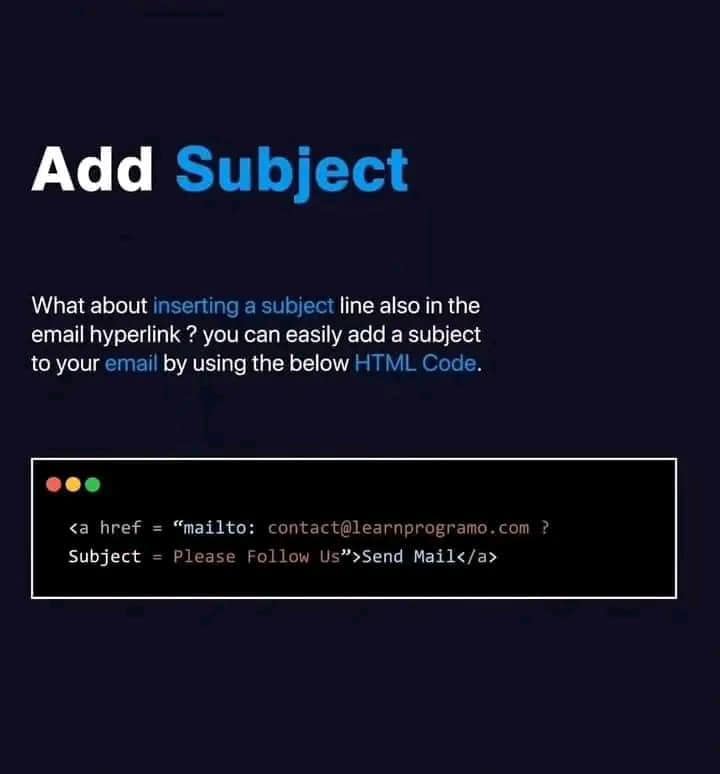 Add Subject
What about inserting a subject line also in the
email hyperlink ? you can easily add a subject
to your email by using the below HTML Code.
<a href = “mailto: contact@learnprogramo.com ?
Subject = Please Follow Us”>Send Mail</a>